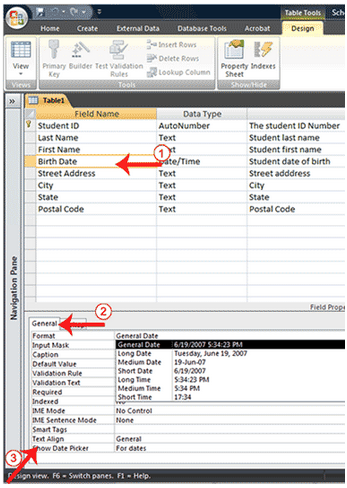 Table Tools Sch
Home Create External Data Database Tools Acrobat Design
View Primary Key Builder Test Validation Rules Insert Rows Delete Rows Lookup Column Property Sheet Indexes
Views Tools Show/Hide
Table1
Field Name Data Type
Student ID AutoNumber The student ID Number
Last Name Text Student last name
First Name Text Student first name
Birth Date Date/Time Student date of birth
Street Adddress Text Street adddress
City Text City
State Text State
Postal Code Text Postal Code
Navigation Pane
1
Field Prope
2
General
Format General Date
Input Mask General Date 6/19/2007 5:34:23 PM
Caption Long Date Tuesday, June 19, 2007
Default Value Medium Date 19-Jun-07
Validation Rule Short Date 6/19/2007
Validation Text Long Time 5:34:23 PM
Required Medium Time 5:34 PM
Indexed Short Time 17:34
IME Mode No Control
IME Sentence Mode None
Smart Tags
Text Align General
3
Show Date Picker For dates
Design view. F6 = Switch panes. F1 = Help.